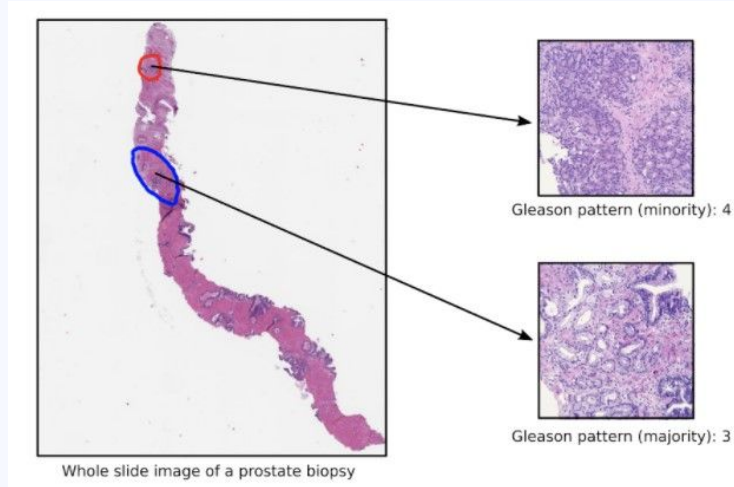 Gleason pattern (minority): 4
Gleason pattern (majority): 3
Whole slide image of a prostate biopsy